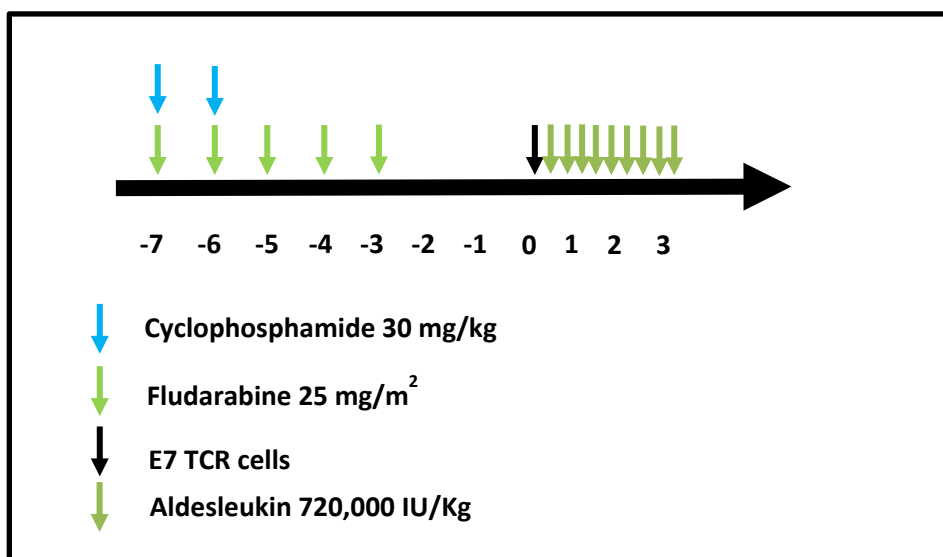 -7 -6 -5 -4 -3 -2 -1 0 1 2 3
Cyclophosphamide 30 mg/kg
Fludarabine 25 mg/m²
E7 TCR cells
Aldesleukin 720,000 IU/Kg